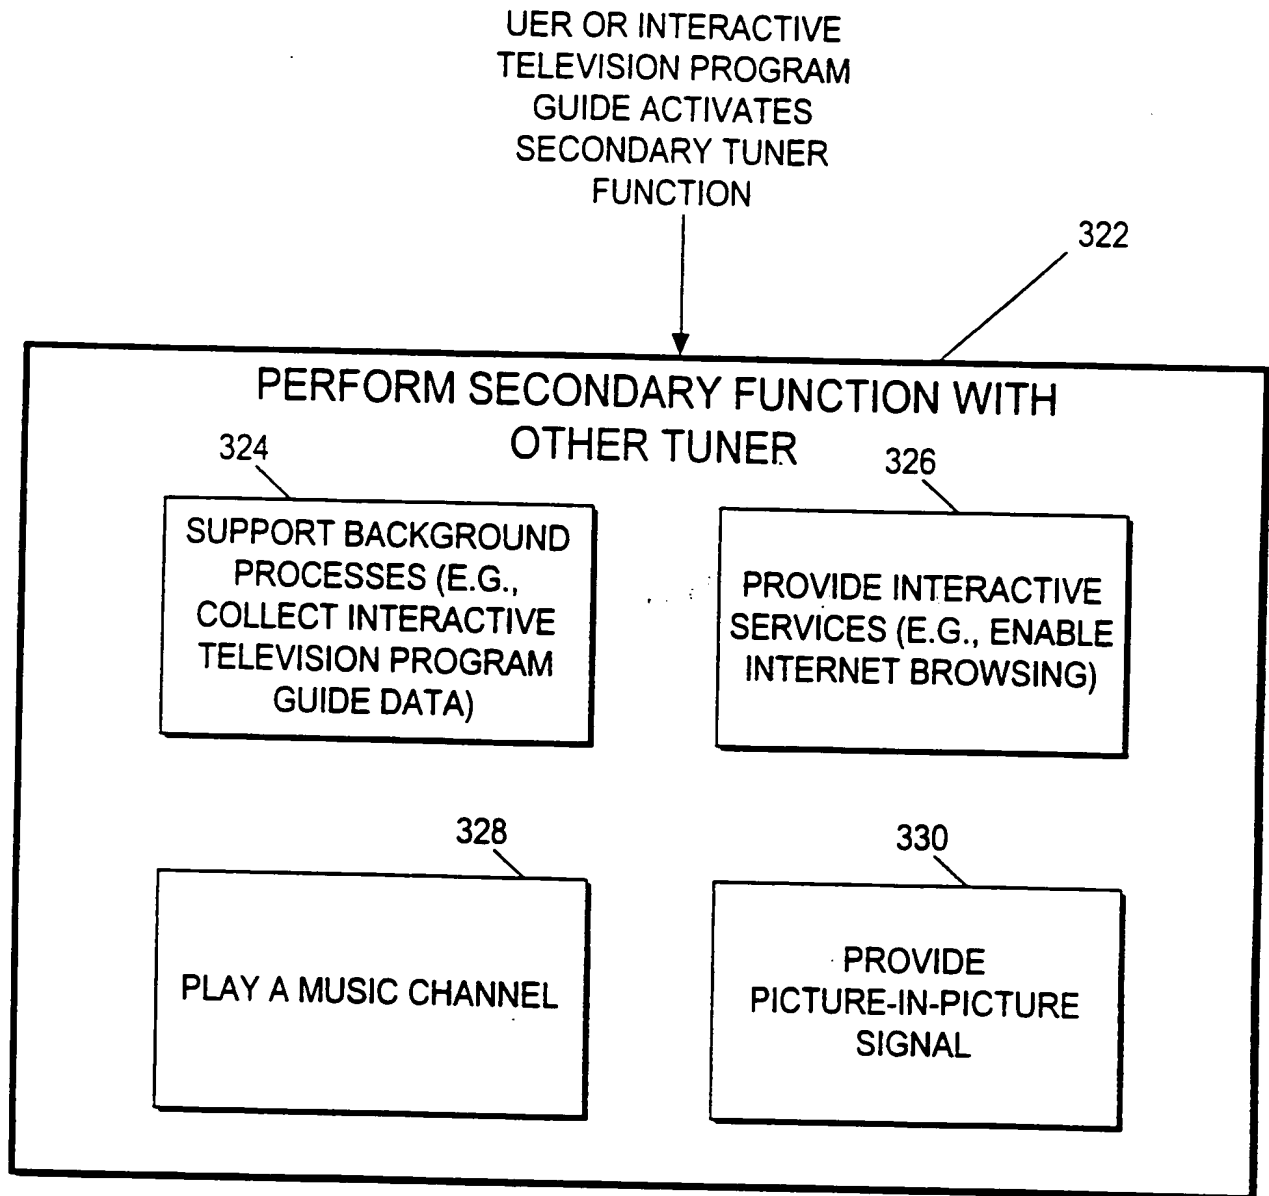 UER OR INTERACTIVE
TELEVISION PROGRAM
GUIDE ACTIVATES
SECONDARY TUNER
FUNCTION
322
PERFORM SECONDARY FUNCTION WITH
OTHER TUNER
324
SUPPORT BACKGROUND
PROCESSES (E.G.,
COLLECT INTERACTIVE
TELEVISION PROGRAM
GUIDE DATA)
326
PROVIDE INTERACTIVE
SERVICES (E.G., ENABLE
INTERNET BROWSING)
328
PLAY A MUSIC CHANNEL
330
PROVIDE
PICTURE-IN-PICTURE
SIGNAL